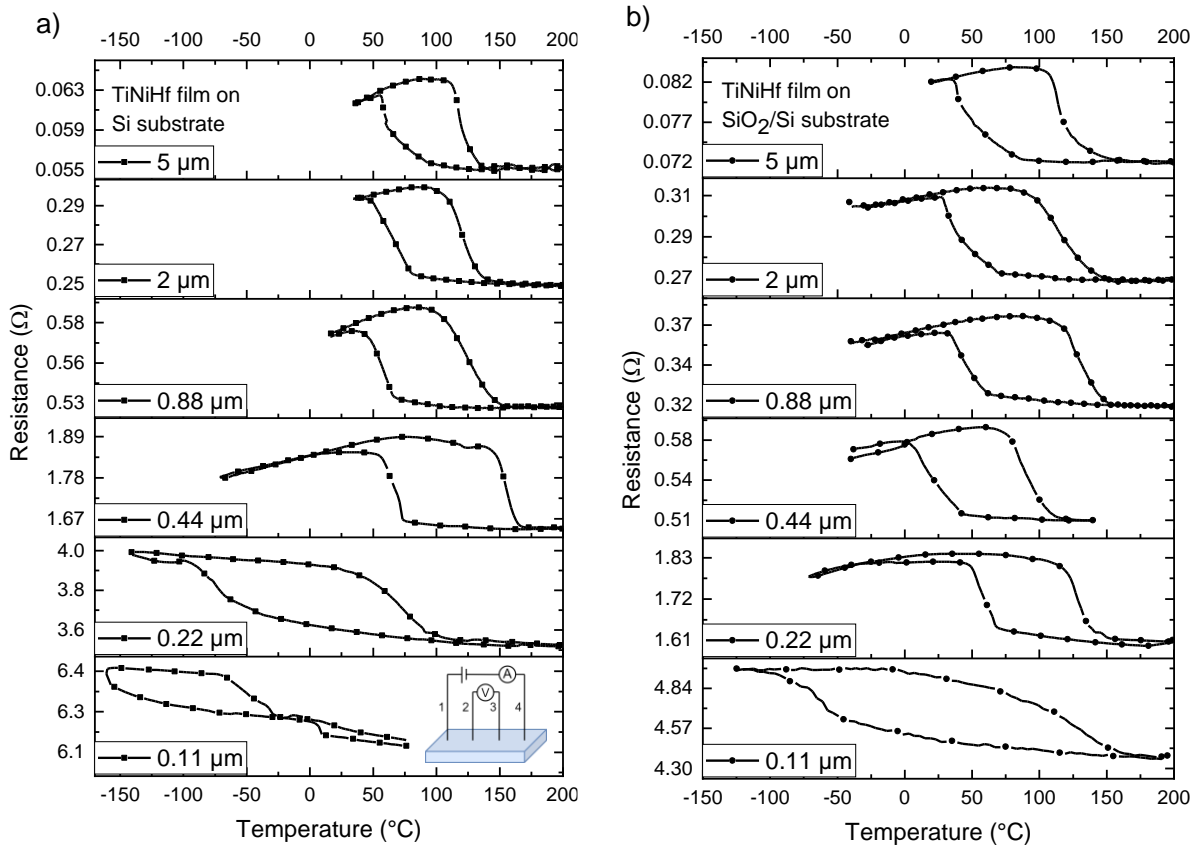 a)
-150 -100 -50 0 50 100 150 200
TiNiHf film on
Si substrate
0.063
0.059
0.055
5 µm
0.29
0.27
0.25
2 µm
0.58
0.56
0.53
0.88 µm
1.89
1.78
1.67
0.44 µm
4.0
3.8
3.6
0.22 µm
6.4
6.3
6.1
0.11 µm
A
V
1 2 3 4
Resistance (Ω)
-150 -100 -50 0 50 100 150 200
Temperature (°C)
b)
-150 -100 -50 0 50 100 150 200
TiNiHf film on
SiO2/Si substrate
0.082
0.077
0.072
5 µm
0.31
0.29
0.27
2 µm
0.37
0.34
0.32
0.88 µm
0.58
0.54
0.51
0.44 µm
1.83
1.72
1.61
0.22 µm
4.84
4.57
4.30
0.11 µm
Resistance (Ω)
-150 -100 -50 0 50 100 150 200
Temperature (°C)